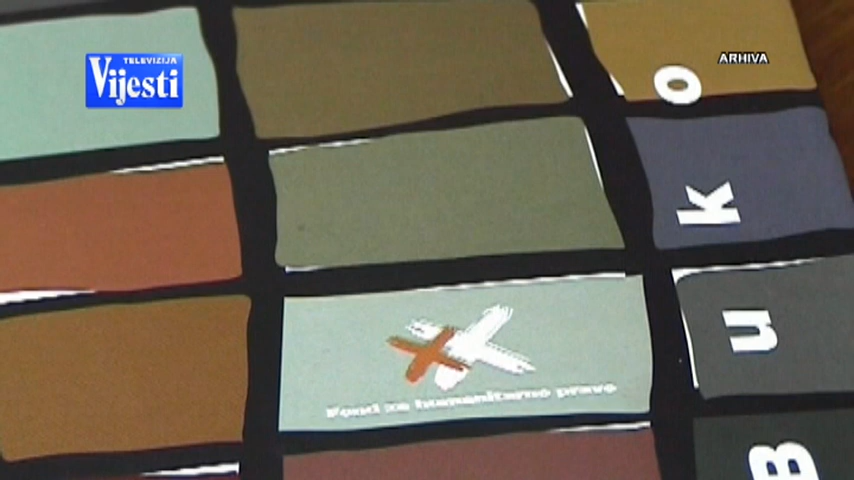 TELEVIZIJA
Vijesti
ARHIVA
Buko
Fond za humanitarno pravo